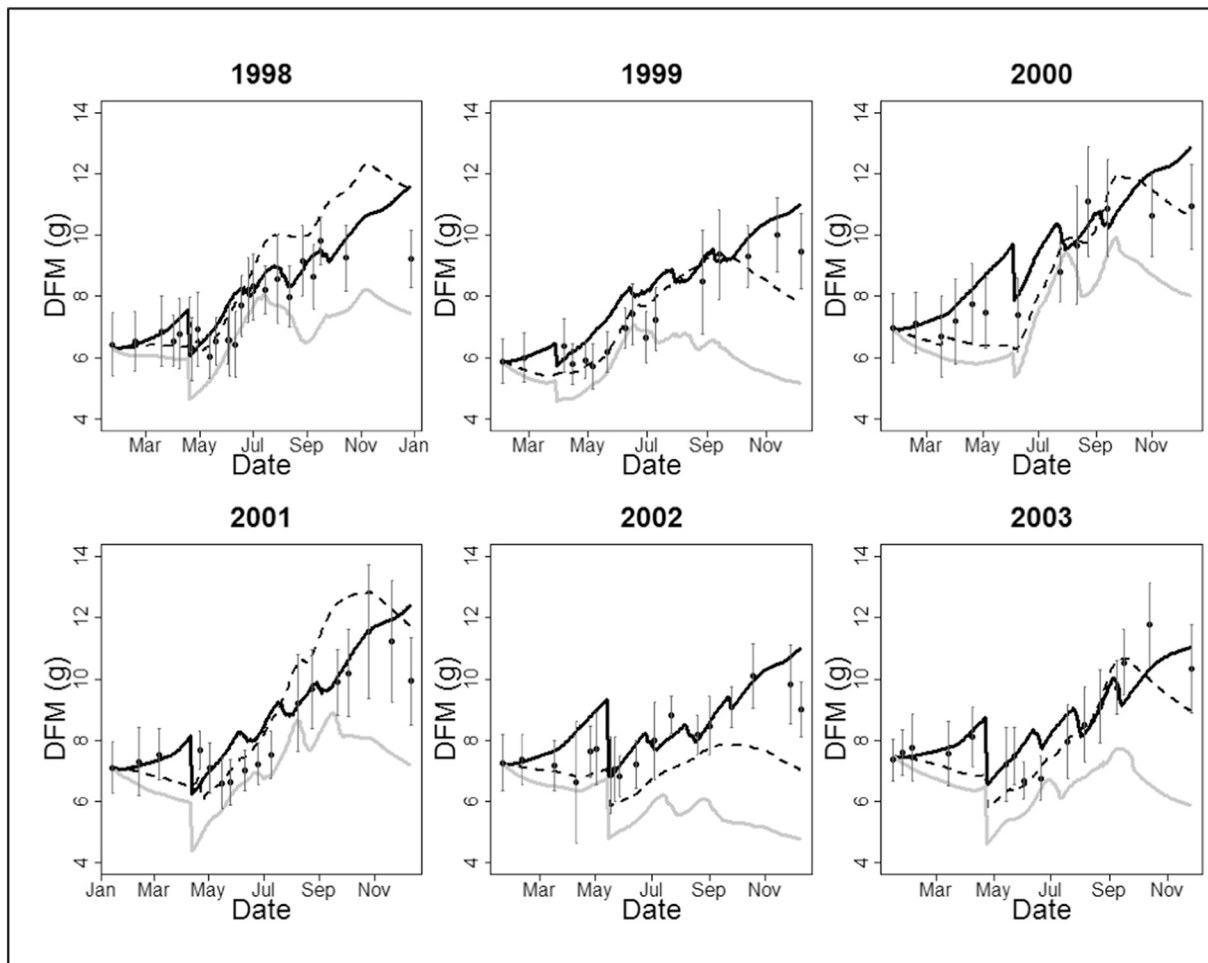 1998
1999
2000
14
12
10
8
6
4
DFM (g)
Mar May Jul Sep Nov Jan
Date
14
12
10
8
6
4
DFM (g)
Mar May Jul Sep Nov
Date
14
12
10
8
6
4
DFM (g)
Mar May Jul Sep Nov
Date
2001
2002
2003
14
12
10
8
6
4
DFM (g)
Jan Mar May Jul Sep Nov
Date
14
12
10
8
6
4
DFM (g)
Mar May Jul Sep Nov
Date
14
12
10
8
6
4
DFM (g)
Mar May Jul Sep Nov
Date